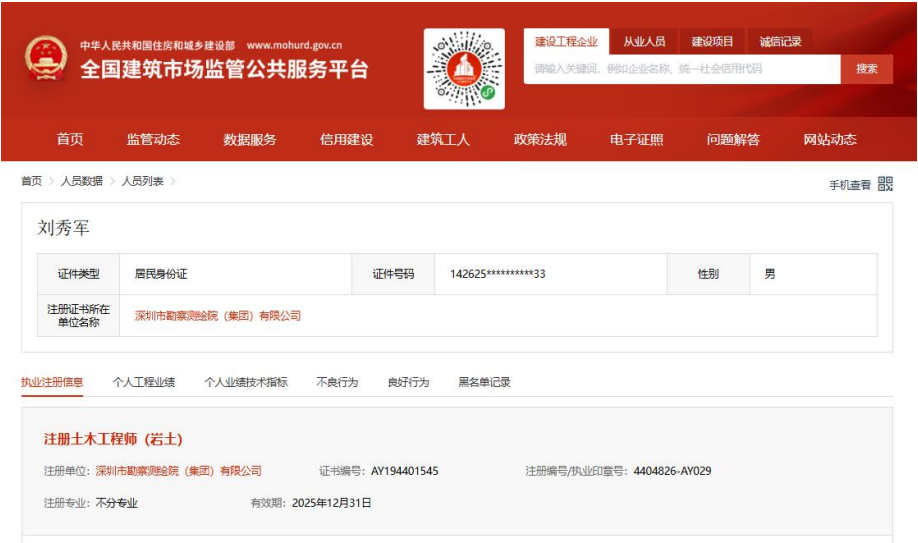 中华人民共和国住房和城乡建设部 www.mohurd.gov.cn
全国建筑市场监管公共服务平台
建设工程企业 从业人员 建设项目 诚信记录
请输入关键词，例如企业名称、统一社会信用代码 搜索
首页 监管动态 数据服务 信用建设 建筑工人 政策法规 电子证照 问题解答 网站动态
首页 > 人员数据 > 人员列表 >
手机查看
刘秀军
证件类型 居民身份证 证件号码 142625**********33 性别 男
注册证书所在
单位名称
深圳市勘察测绘院（集团）有限公司
执业注册信息 个人工程业绩 个人业绩技术指标 不良行为 良好行为 黑名单记录
注册土木工程师（岩土）
注册单位：深圳市勘察测绘院（集团）有限公司 证书编号：AY194401545 注册编号/执业印章号：4404826-AY029
注册专业：不分专业 有效期：2025年12月31日